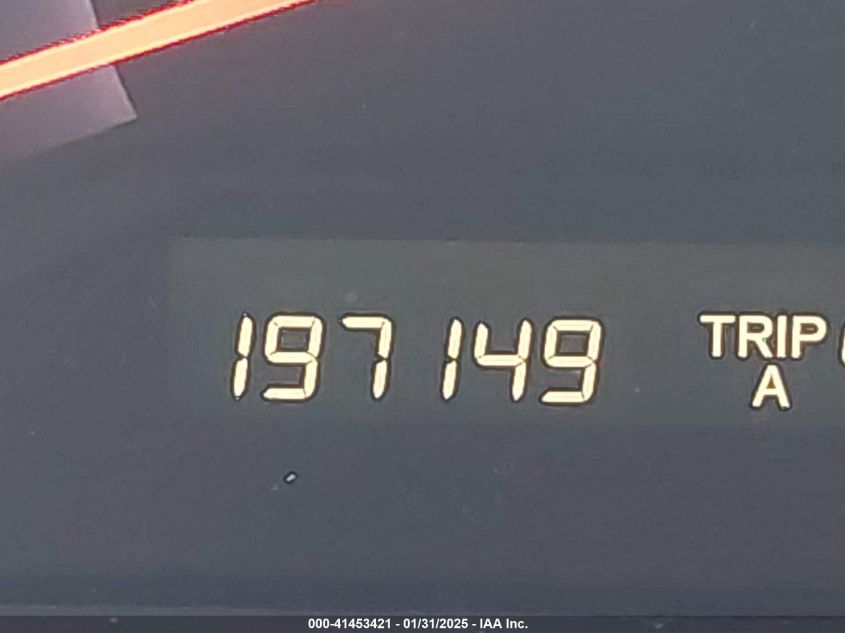 197149 TRIP
A
000-41453421 - 01/31/2025 - IAA Inc.